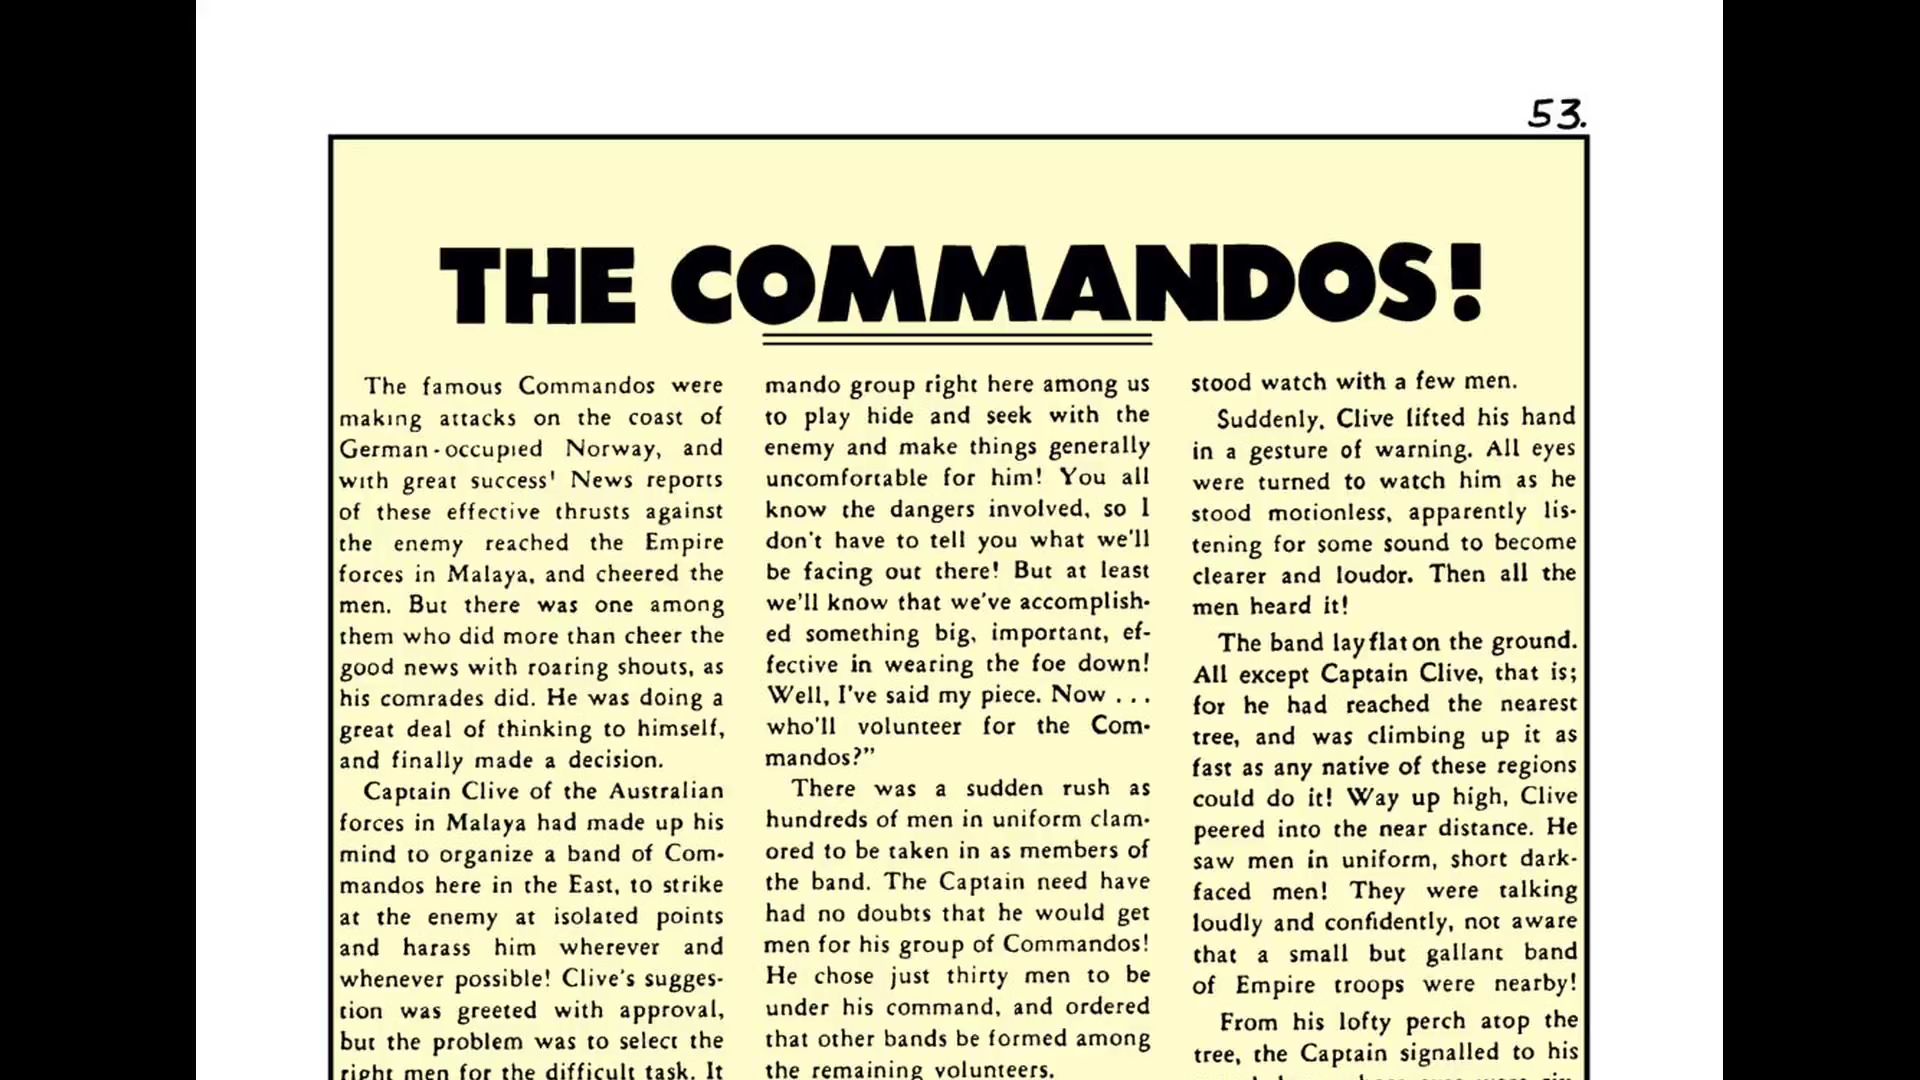 53.
THE COMMANDOS!
The famous Commandos were
making attacks on the coast of
German-occupied Norway, and
with great success' News reports
of these effective thrusts against
the enemy reached the Empire
forces in Malaya, and cheered the
men. But there was one among
them who did more than cheer the
good news with roaring shouts, as
his comrades did. He was doing a
great deal of thinking to himself,
and finally made a decision.
Captain Clive of the Australian
forces in Malaya had made up his
mind to organize a band of Com-
mandos here in the East, to strike
at the enemy at isolated points
and harass him wherever and
whenever possible! Clive's sugges-
tion was greeted with approval,
but the problem was to select the
right men for the difficult task. It
mando group right here among us
to play hide and seek with the
enemy and make things generally
uncomfortable for him! You all
know the dangers involved, so I
don't have to tell you what we'll
be facing out there! But at least
we'll know that we've accomplish-
ed something big, important, ef-
fective in wearing the foe down!
Well, I've said my piece. Now . . .
who'll volunteer for the Com-
mandos?"
There was a sudden rush as
hundreds of men in uniform clam-
ored to be taken in as members of
the band. The Captain need have
had no doubts that he would get
men for his group of Commandos!
He chose just thirty men to be
under his command, and ordered
that other bands be formed among
the remaining volunteers.
stood watch with a few men.
Suddenly, Clive lifted his hand
in a gesture of warning. All eyes
were turned to watch him as he
stood motionless, apparently lis-
tening for some sound to become
clearer and loudor. Then all the
men heard it!
The band lay flat on the ground.
All except Captain Clive, that is;
for he had reached the nearest
tree, and was climbing up it as
fast as any native of these regions
could do it! Way up high, Clive
peered into the near distance. He
saw men in uniform, short dark-
faced men! They were talking
loudly and confidently, not aware
that a small but gallant band
of Empire troops were nearby!
From his lofty perch atop the
tree, the Captain signalled to his